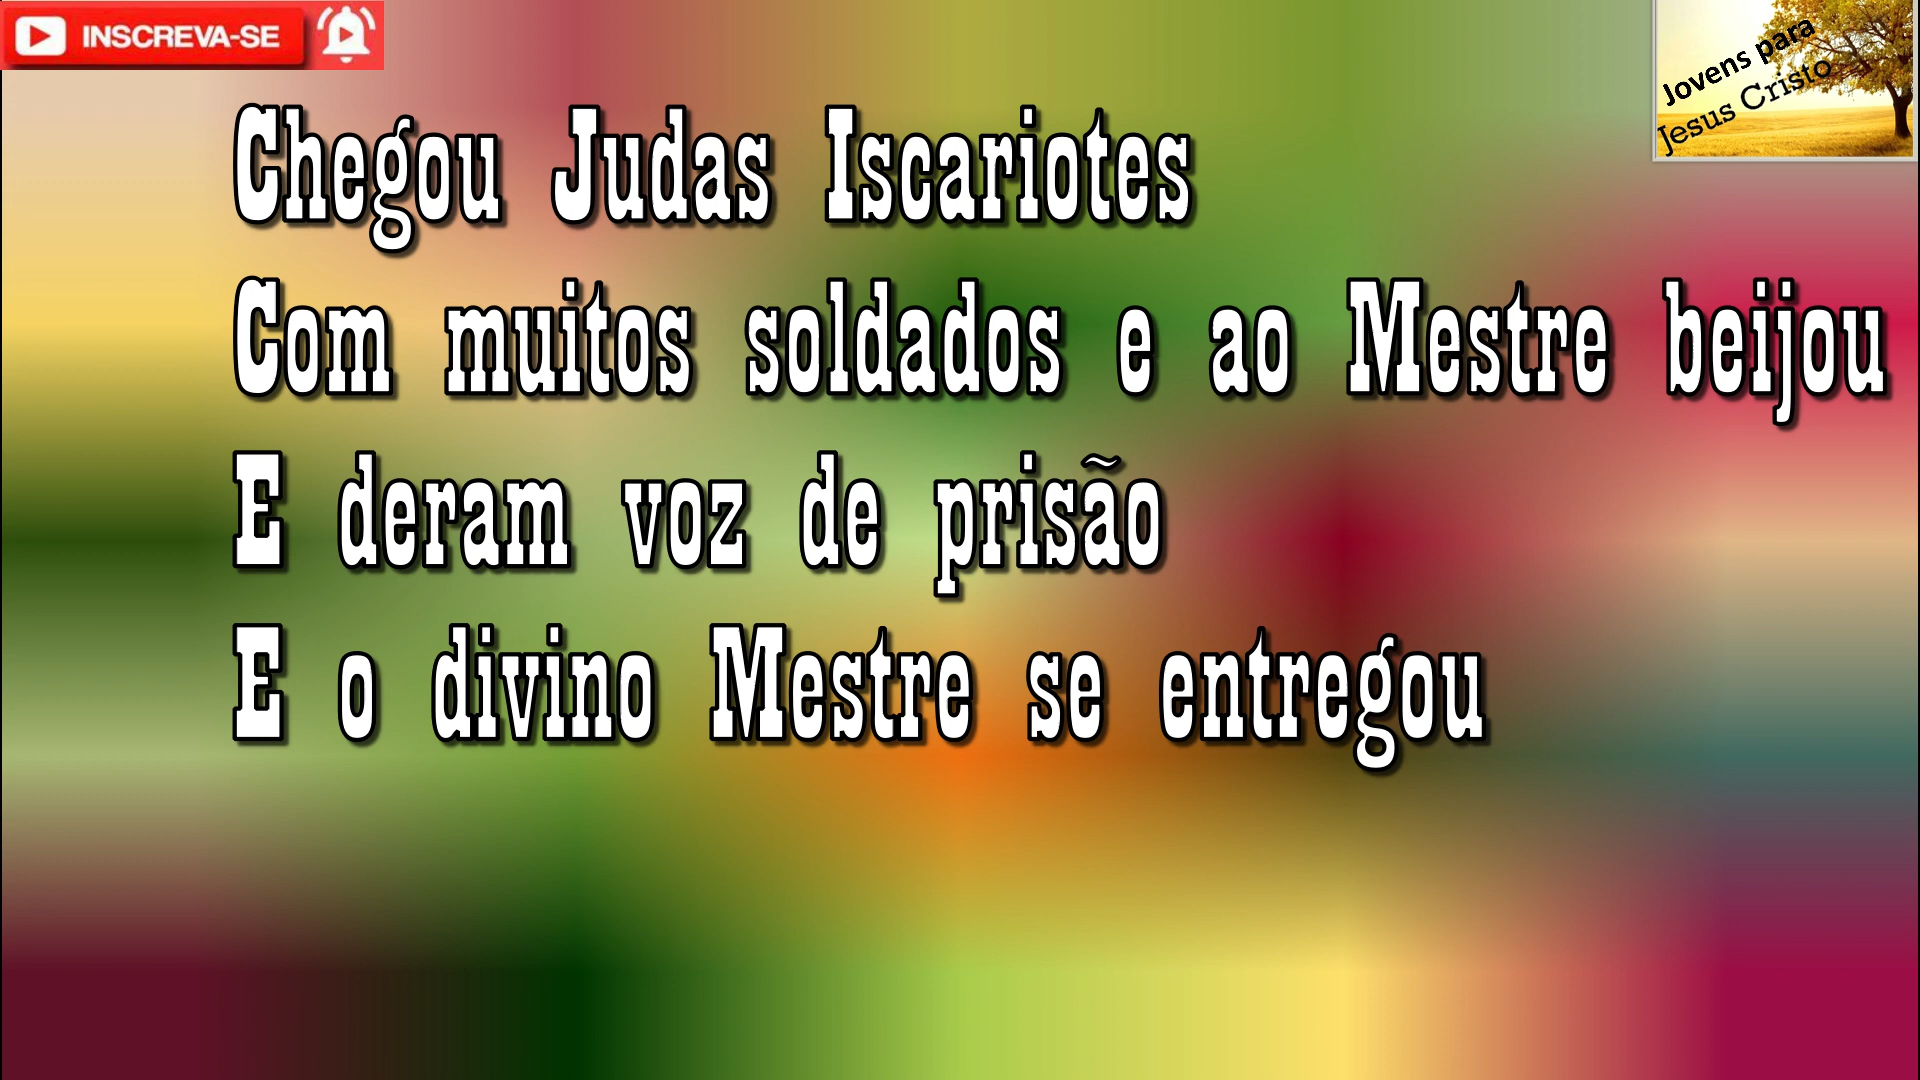 INSCREVA-SE
Jovens para
Jesus Cristo
Chegou Judas Iscariotes
Com muitos soldados e ao Mestre beijou
E deram voz de prisão
E o divino Mestre se entregou